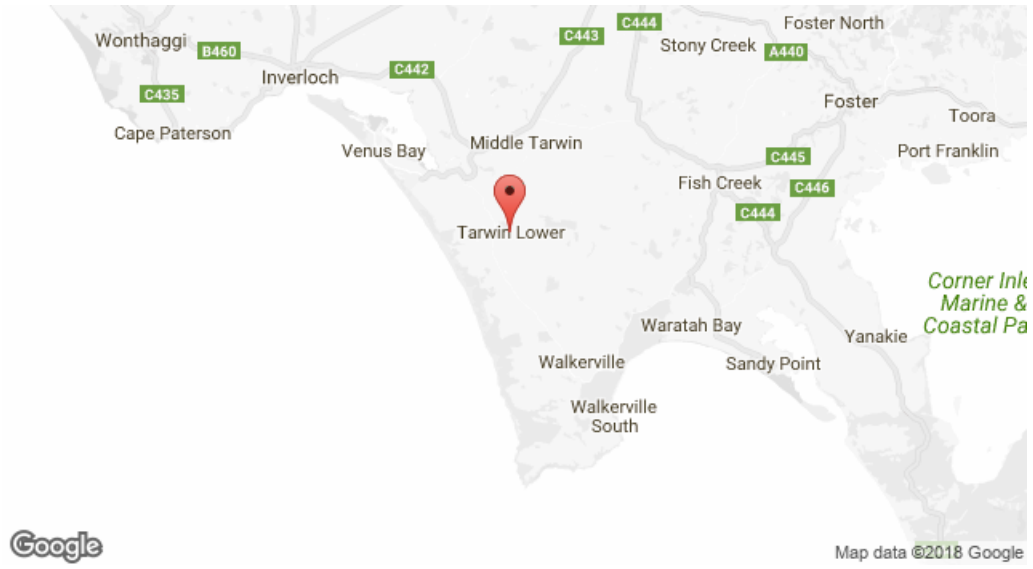 C444
Foster North
C443
Wonthaggi
Stony Creek
B460
A440
C442
Inverloch
C435
Foster
Toora
Cape Paterson
Middle Tarwin
Venus Bay
Port Franklin
C445
Fish Creek
C446
C444
Tarwin Lower
Corner Inle
Marine &
Coastal Pa
Waratah Bay
Yanakie
Walkerville
Sandy Point
Walkerville
South
Google
Map data ©2018 Google